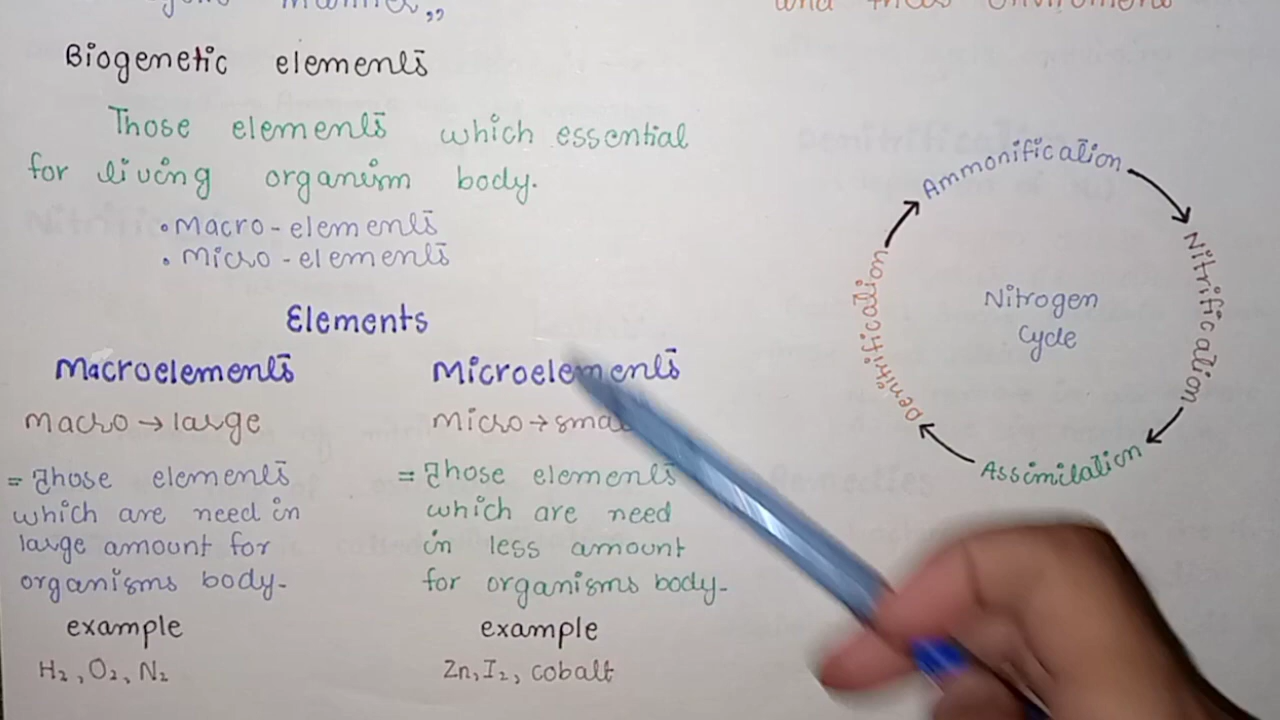 Biogenetic elements
Those elements which essential
for living organism body.
• Macro-elements
• Micro-elements
Elements
Macroelements
Macro → large
= Those elements
which are need in
large amount for
organisms body-
example
H2, O2, N2
Microelements
Micro → small
= Those elements
which are need
in less amount
for organisms body-
example
Zn, I2, cobalt
Ammonification
Nitrification
Assimilation
Denitrification
Nitrogen
Cycle